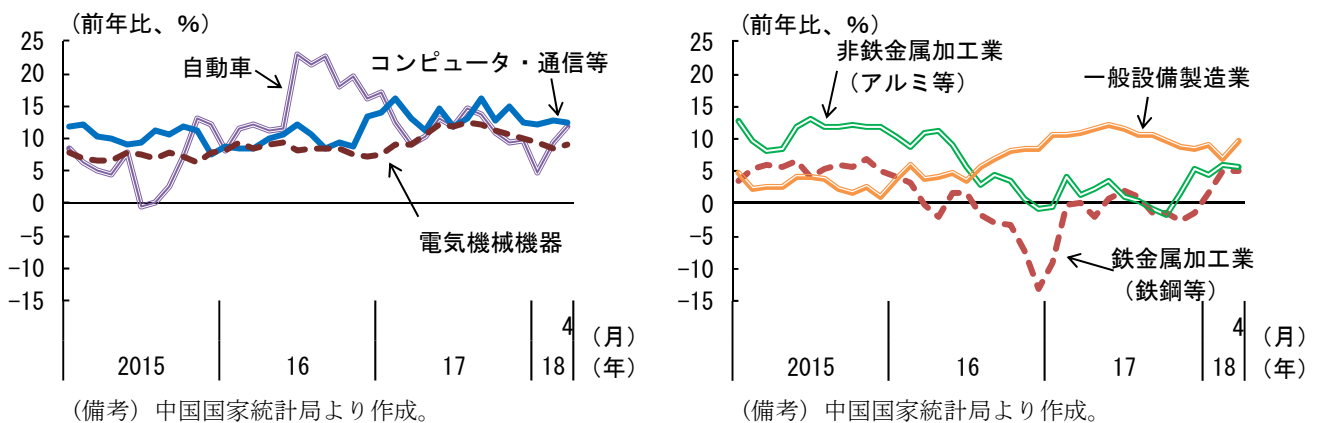 （前年比、%）
25
20
15
10
5
0
−5
−10
−15
自動車
コンピュータ・通信等
電気機械機器
4
（月）
2015
16
17
18
（年）
（備考）中国国家統計局より作成。
（前年比、%）
25
20
15
10
5
0
−5
−10
−15
非鉄金属加工業
（アルミ等）
一般設備製造業
鉄金属加工業
（鉄鋼等）
4
（月）
2015
16
17
18
（年）
（備考）中国国家統計局より作成。